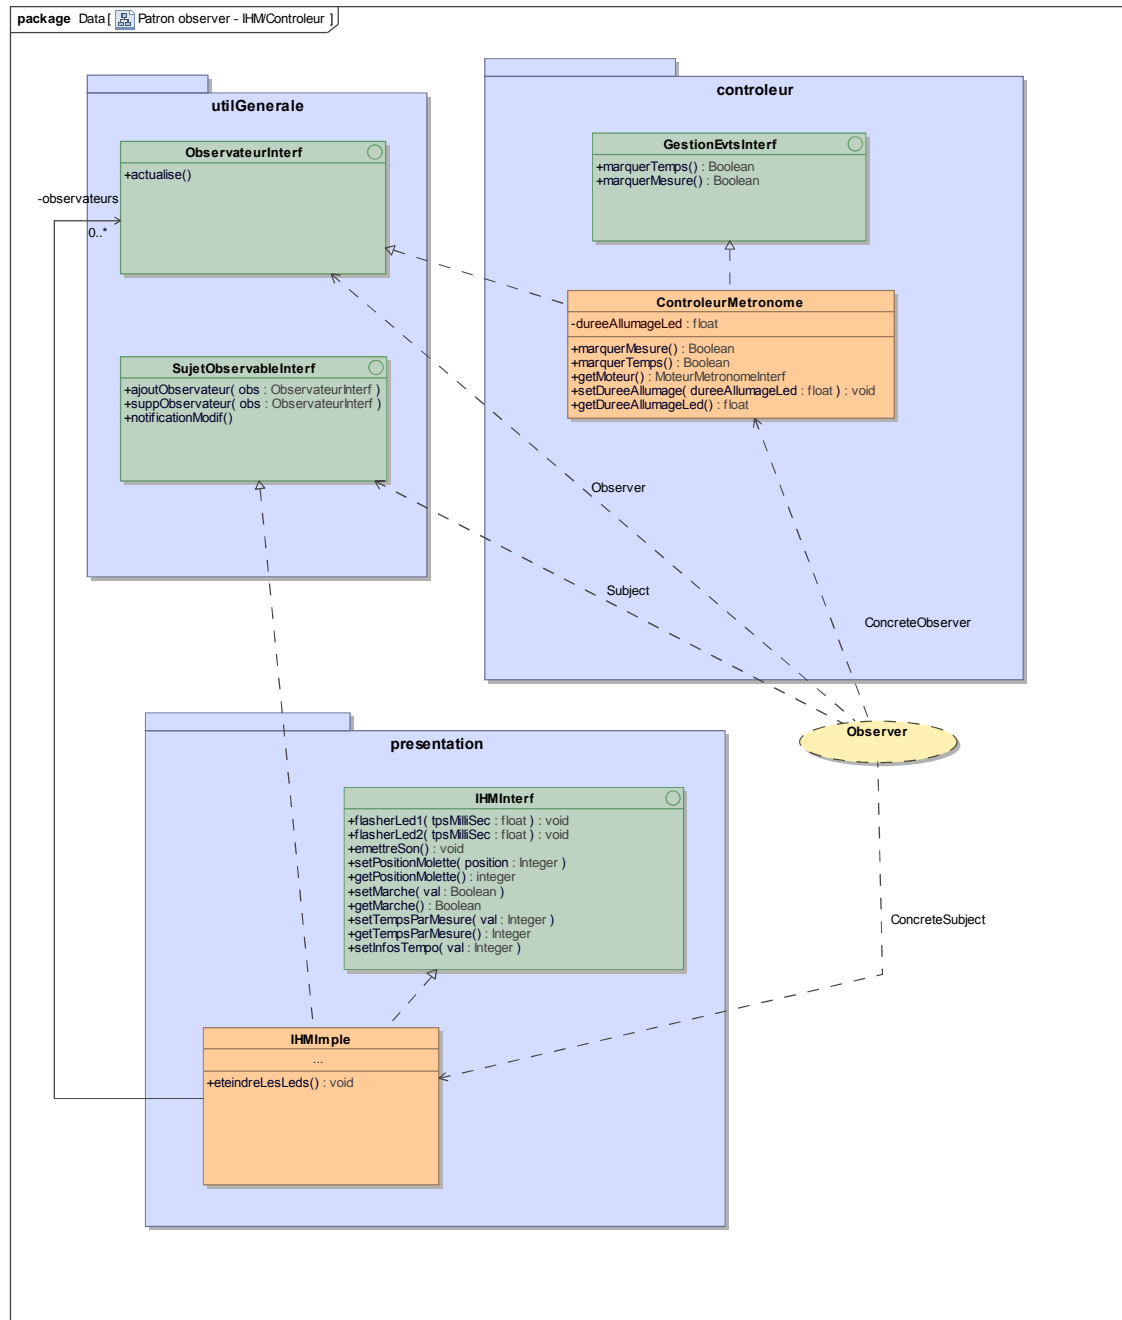 package Data [ Patron observer - IHM/Controleur ]
utilGenerale
ObservateurInterf
+actualise()
-observateurs
0..*
SujetObservableInterf
+ajoutObservateur( obs : ObservateurInterf )
+suppObservateur( obs : ObservateurInterf )
+notificationModif()
controleur
GestionEvtsInterf
+marquerTemps() : Boolean
+marquerMesure() : Boolean
ControleurMetronome
-dureeAllumageLed : float
+marquerMesure() : Boolean
+marquerTemps() : Boolean
+getMoteur() : MoteurMetronomeInterf
+setDureeAllumage( dureeAllumageLed : float ) : void
+getDureeAllumageLed() : float
Observer
Subject
ConcreteObserver
Observer
ConcreteSubject
presentation
IHMInterf
+flasherLed1( tpsMilliSec : float ) : void
+flasherLed2( tpsMilliSec : float ) : void
+emettreSon() : void
+setPositionMolette( position : Integer )
+getPositionMolette() : integer
+setMarche( val : Boolean )
+getMarche() : Boolean
+setTempsParMesure( val : Integer )
+getTempsParMesure() : Integer
+setInfosTempo( val : Integer )
IHMImple
...
+eteindreLesLeds() : void